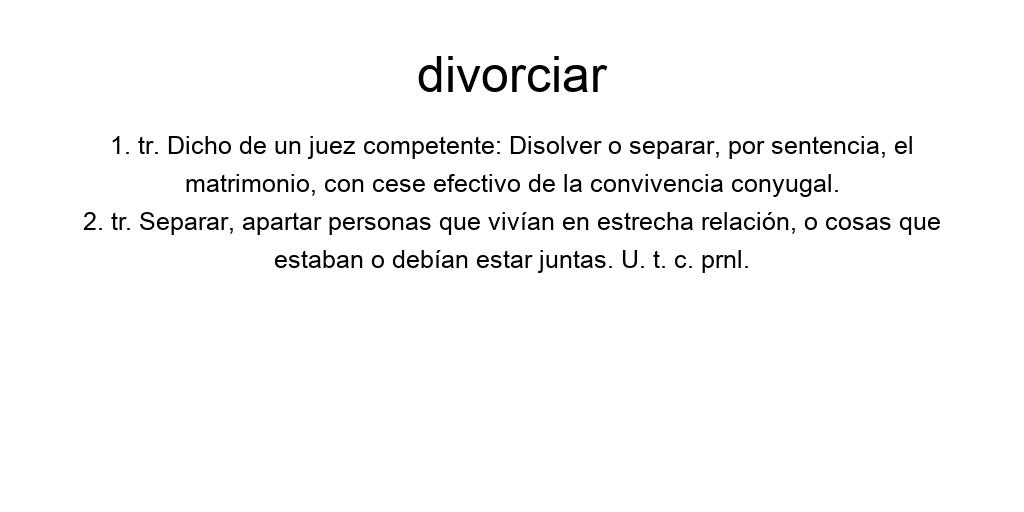 divorciar
1. tr. Dicho de un juez competente: Disolver o separar, por sentencia, el
matrimonio, con cese efectivo de la convivencia conyugal.
2. tr. Separar, apartar personas que vivían en estrecha relación, o cosas que
estaban o debían estar juntas. U. t. c. prnl.